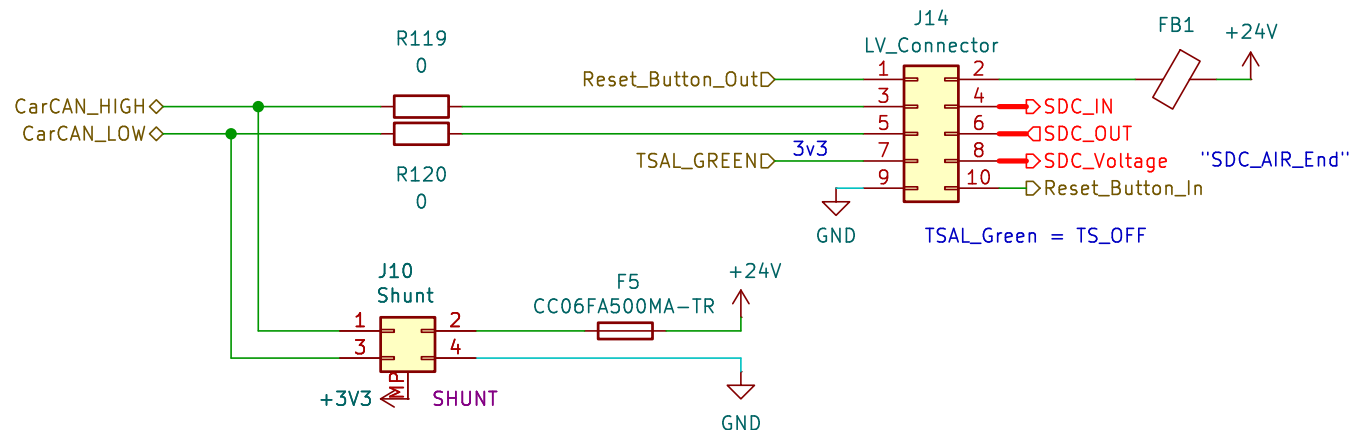 J14
LV_Connector
FB1
+24V
R119
0
Reset_Button_Out
1
2
CarCAN_HIGH
3
4
SDC_IN
CarCAN_LOW
5
6
SDC_OUT
TSAL_GREEN
3v3
7
8
SDC_Voltage
"SDC_AIR_End"
R120
0
9
10
Reset_Button_In
GND
TSAL_Green = TS_OFF
J10
Shunt
F5
CC06FA500MA-TR
+24V
1
2
3
4
MP
+3V3
SHUNT
GND